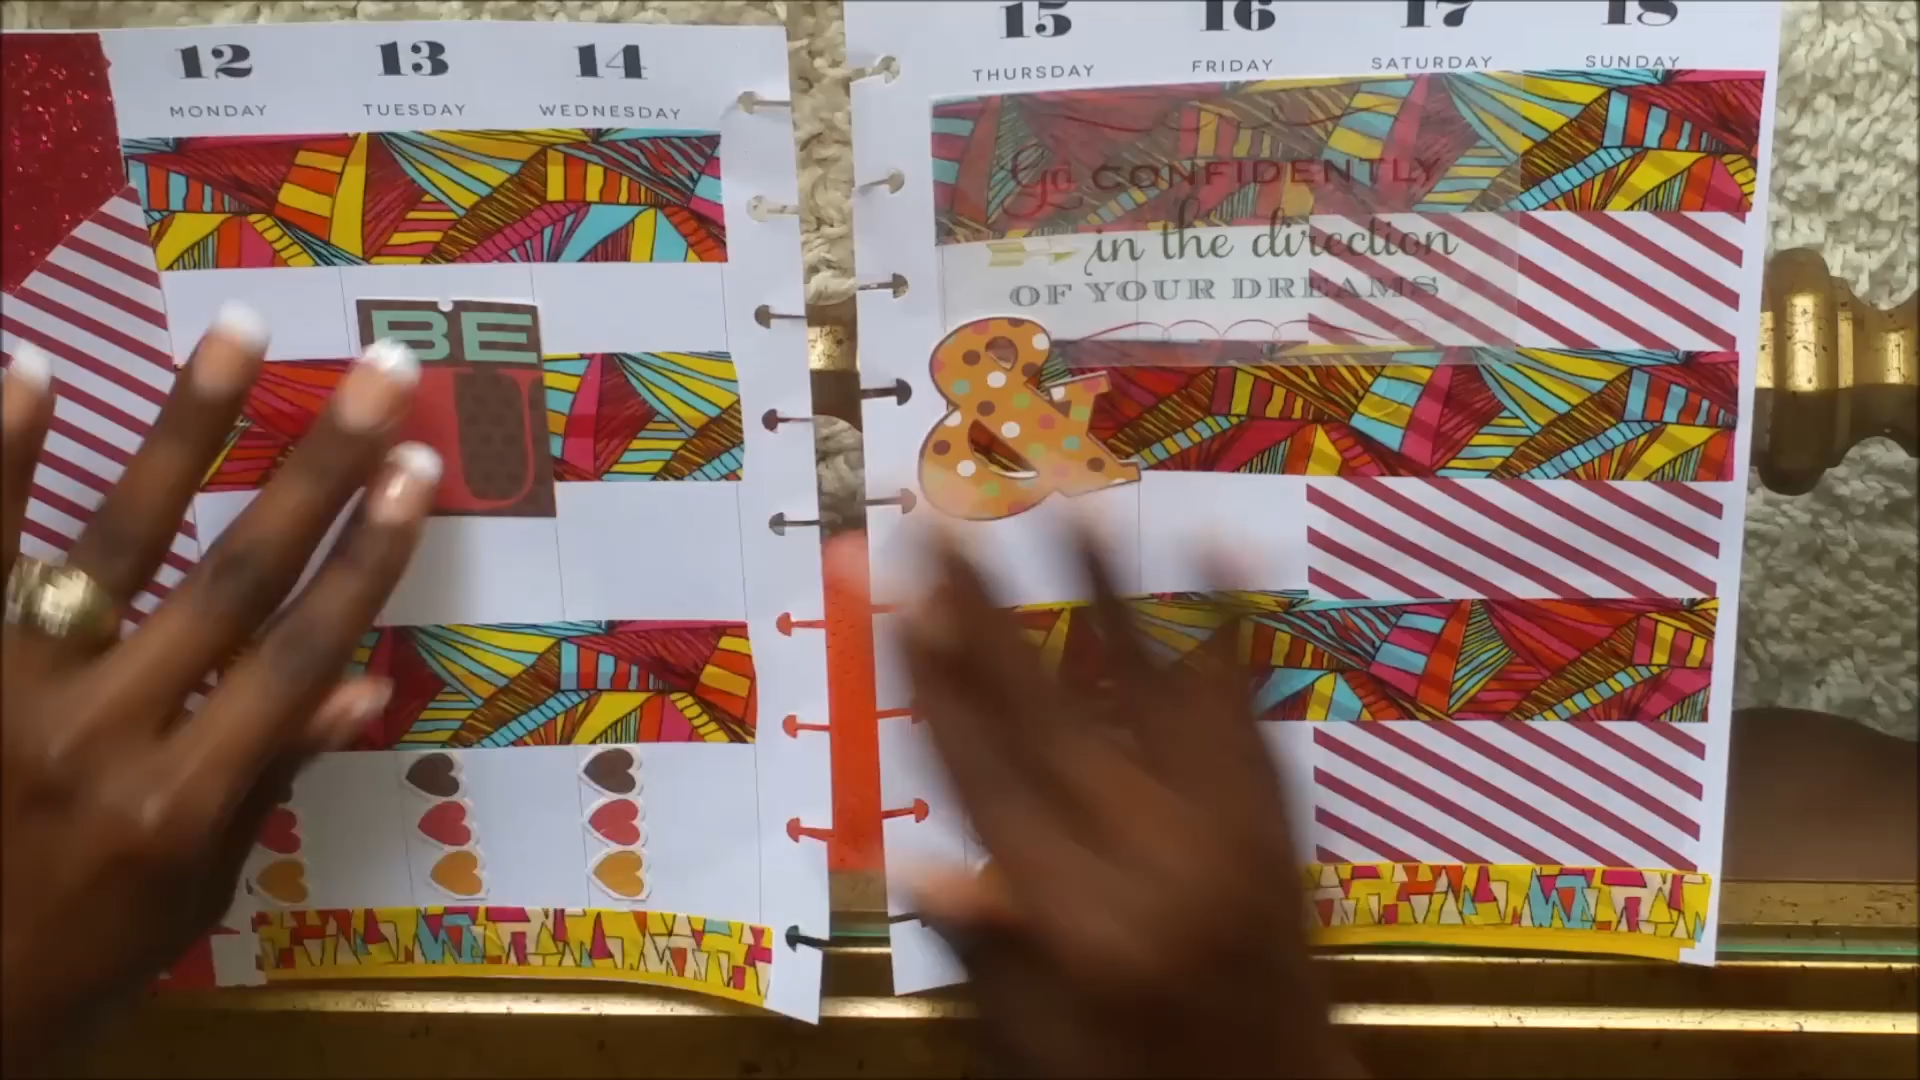 12 13 14
MONDAY TUESDAY WEDNESDAY
BE
U
15 16 17 18
THURSDAY FRIDAY SATURDAY SUNDAY
Go CONFIDENTLY
in the direction
OF YOUR DREAMS
&